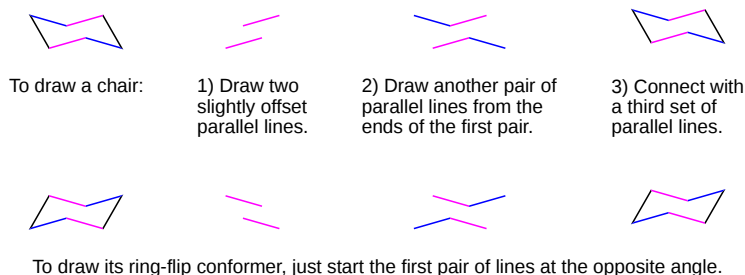 To draw a chair:
1) Draw two
slightly offset
parallel lines.
2) Draw another pair of
parallel lines from the
ends of the first pair.
3) Connect with
a third set of
parallel lines.
To draw its ring-flip conformer, just start the first pair of lines at the opposite angle.